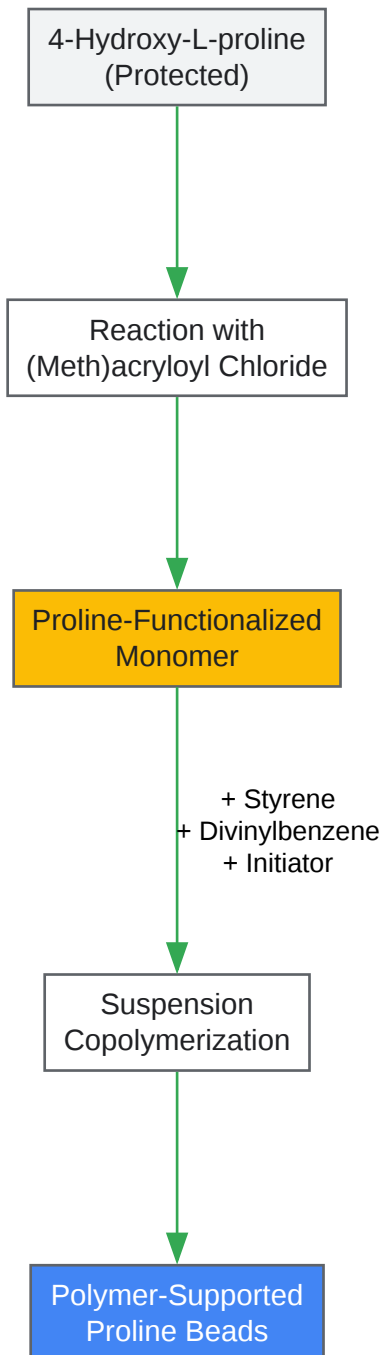 4-Hydroxy-L-proline
(Protected)
Reaction with
(Meth)acryloyl Chloride
Proline-Functionalized
Monomer
+ Styrene
+ Divinylbenzene
+ Initiator
Suspension
Copolymerization
Polymer-Supported
Proline Beads